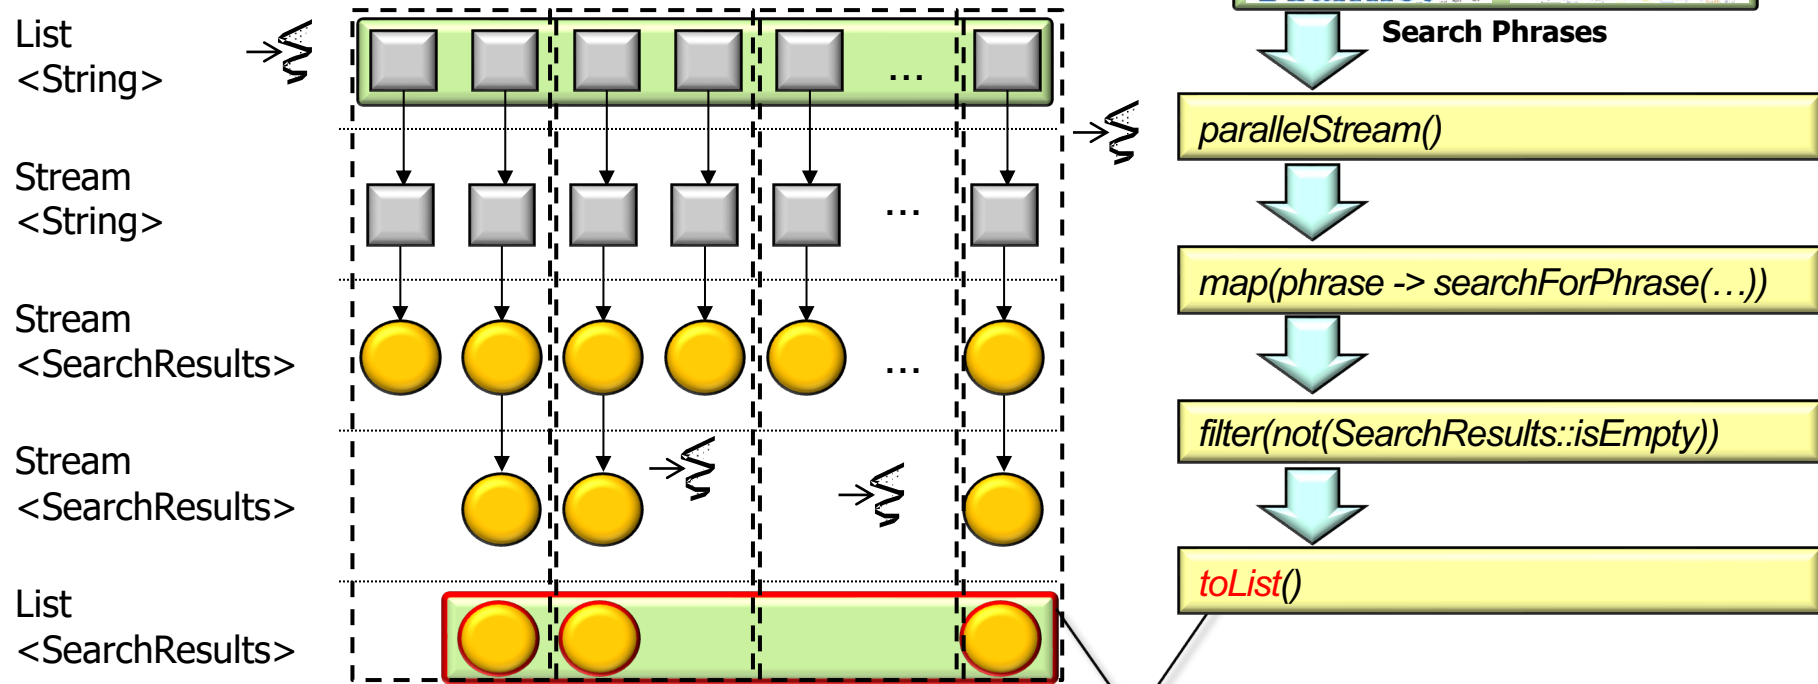 List
<String>
...
Search Phrases
parallelStream()
Stream
<String>
...
map(phrase -> searchForPhrase(…))
Stream
<SearchResults>
...
filter(not(SearchResults::isEmpty))
Stream
<SearchResults>
toList()
List
<SearchResults>